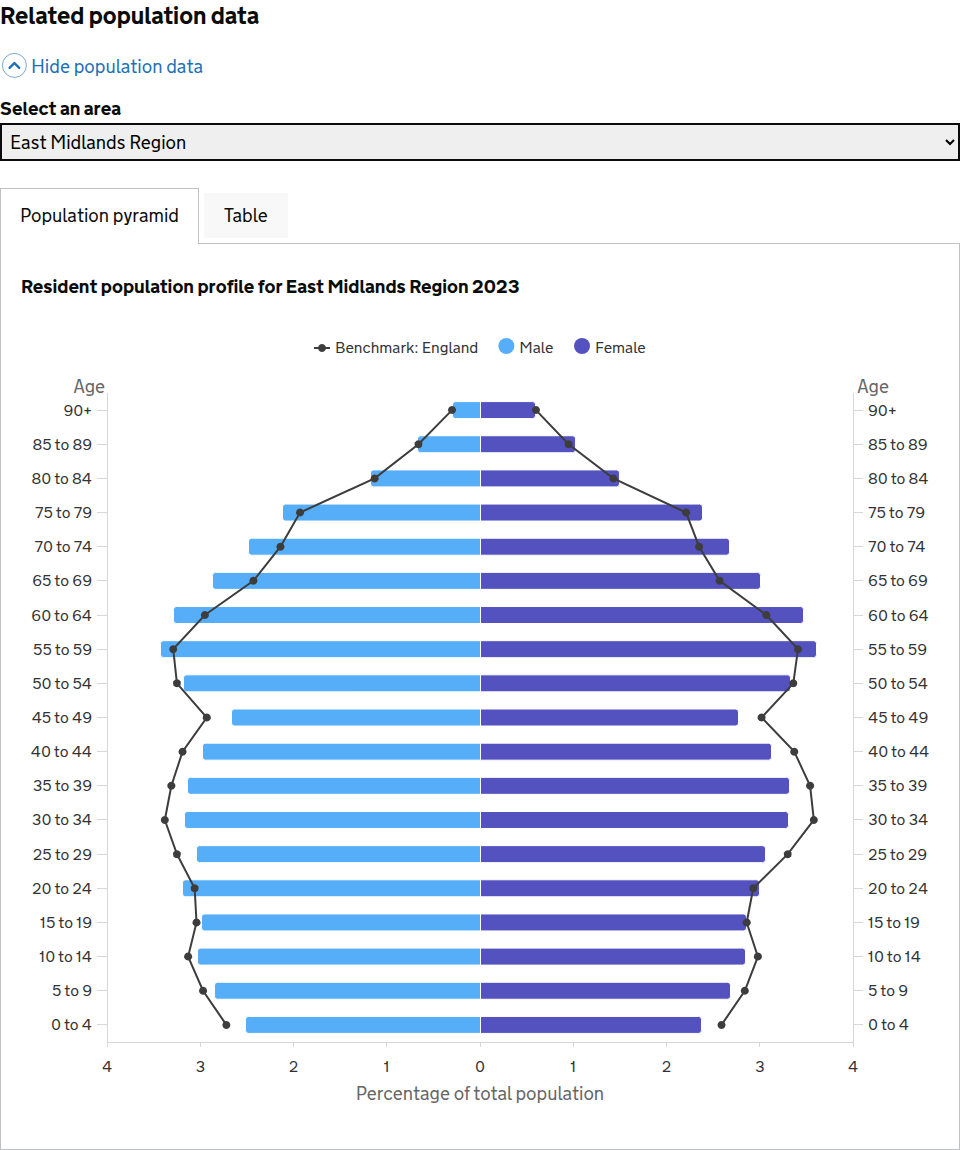 Related population data
Hide population data
Select an area
East Midlands Region
Population pyramid Table
Resident population profile for East Midlands Region 2023
Benchmark: England Male Female
Age Age
90+ 90+
85 to 89 85 to 89
80 to 84 80 to 84
75 to 79 75 to 79
70 to 74 70 to 74
65 to 69 65 to 69
60 to 64 60 to 64
55 to 59 55 to 59
50 to 54 50 to 54
45 to 49 45 to 49
40 to 44 40 to 44
35 to 39 35 to 39
30 to 34 30 to 34
25 to 29 25 to 29
20 to 24 20 to 24
15 to 19 15 to 19
10 to 14 10 to 14
5 to 9 5 to 9
0 to 4 0 to 4
4 3 2 1 0 1 2 3 4
Percentage of total population